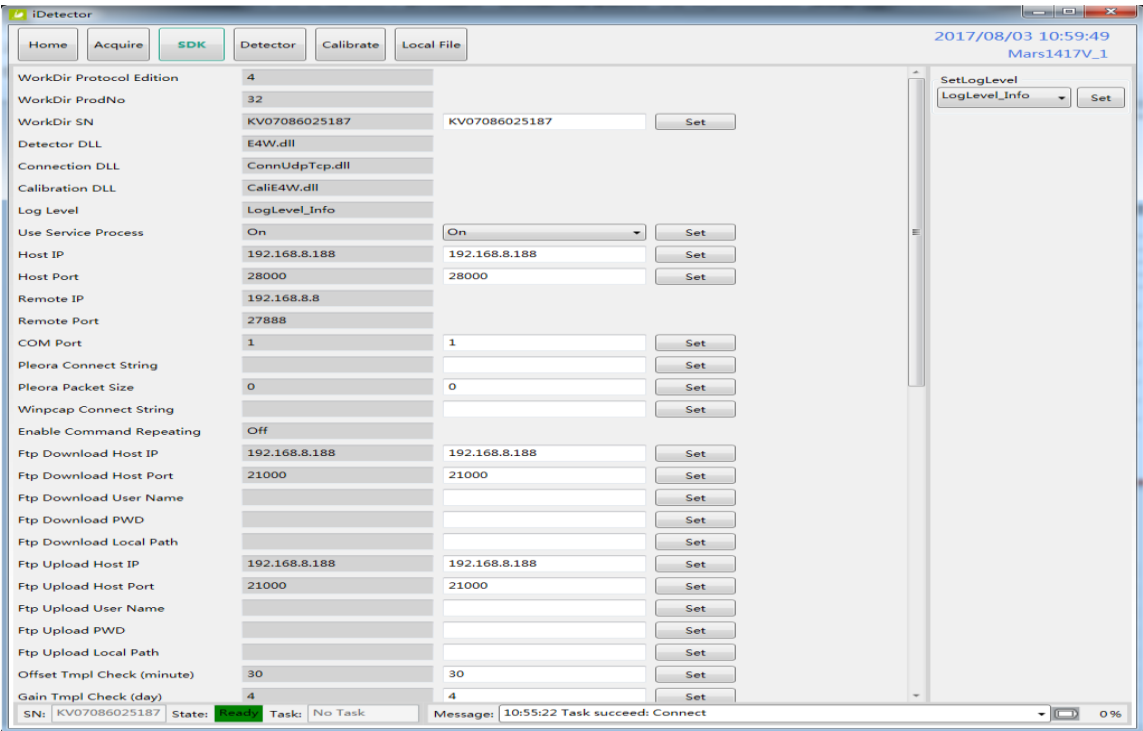 iDetector
Home Acquire SDK Detector Calibrate Local File
2017/08/03 10:59:49
Mars1417V_1
WorkDir Protocol Edition 4
SetLogLevel
WorkDir ProdNo 32
LogLevel_Info Set
WorkDir SN KV07086025187 KV07086025187 Set
Detector DLL E4W.dll
Connection DLL ConnUdpTcp.dll
Calibration DLL CaliE4W.dll
Log Level LogLevel_Info
Use Service Process On On Set
Host IP 192.168.8.188 192.168.8.188 Set
Host Port 28000 28000 Set
Remote IP 192.168.8.8
Remote Port 27888
COM Port 1 1 Set
Pleora Connect String Set
Pleora Packet Size 0 0 Set
Winpcap Connect String Set
Enable Command Repeating Off
Ftp Download Host IP 192.168.8.188 192.168.8.188 Set
Ftp Download Host Port 21000 21000 Set
Ftp Download User Name Set
Ftp Download PWD Set
Ftp Download Local Path Set
Ftp Upload Host IP 192.168.8.188 192.168.8.188 Set
Ftp Upload Host Port 21000 21000 Set
Ftp Upload User Name Set
Ftp Upload PWD Set
Ftp Upload Local Path Set
Offset Tmpl Check (minute) 30 30 Set
Gain Tmpl Check (day) 4 4 Set
SN: KV07086025187 State: Ready Task: No Task Message: 10:55:22 Task succeed: Connect 0%